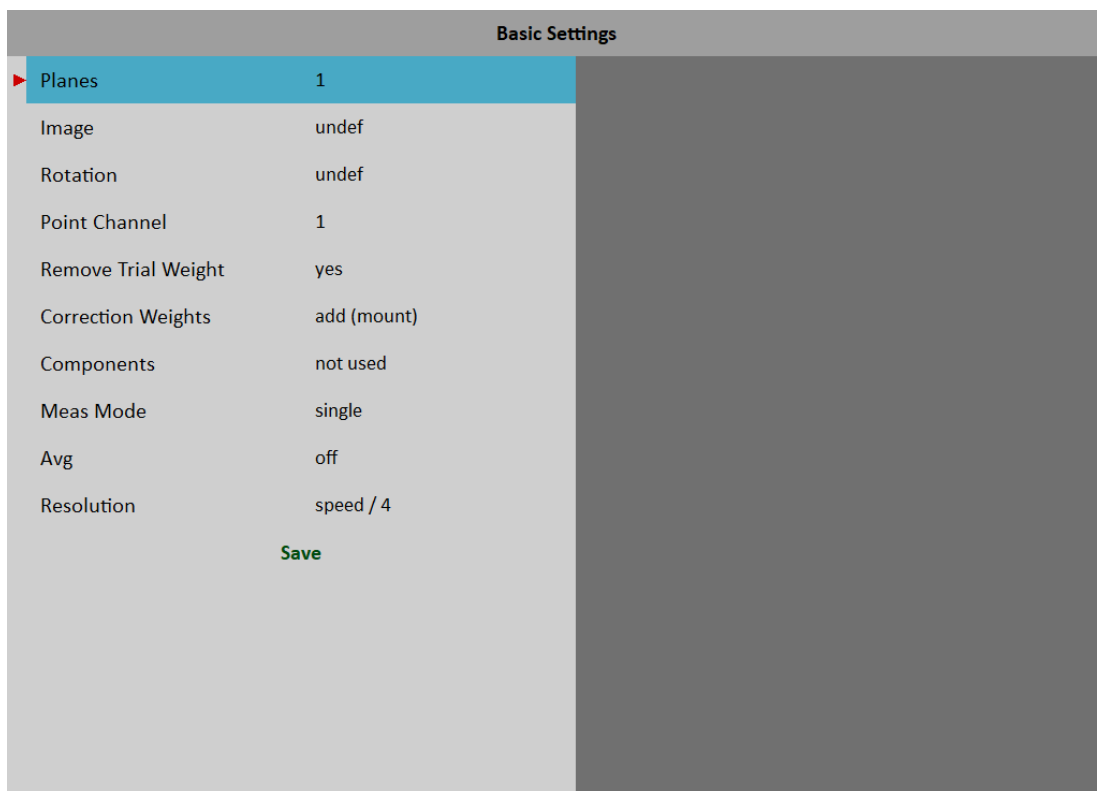 Basic Settings
Planes 1
Image undef
Rotation undef
Point Channel 1
Remove Trial Weight yes
Correction Weights add (mount)
Components not used
Meas Mode single
Avg off
Resolution speed / 4
Save